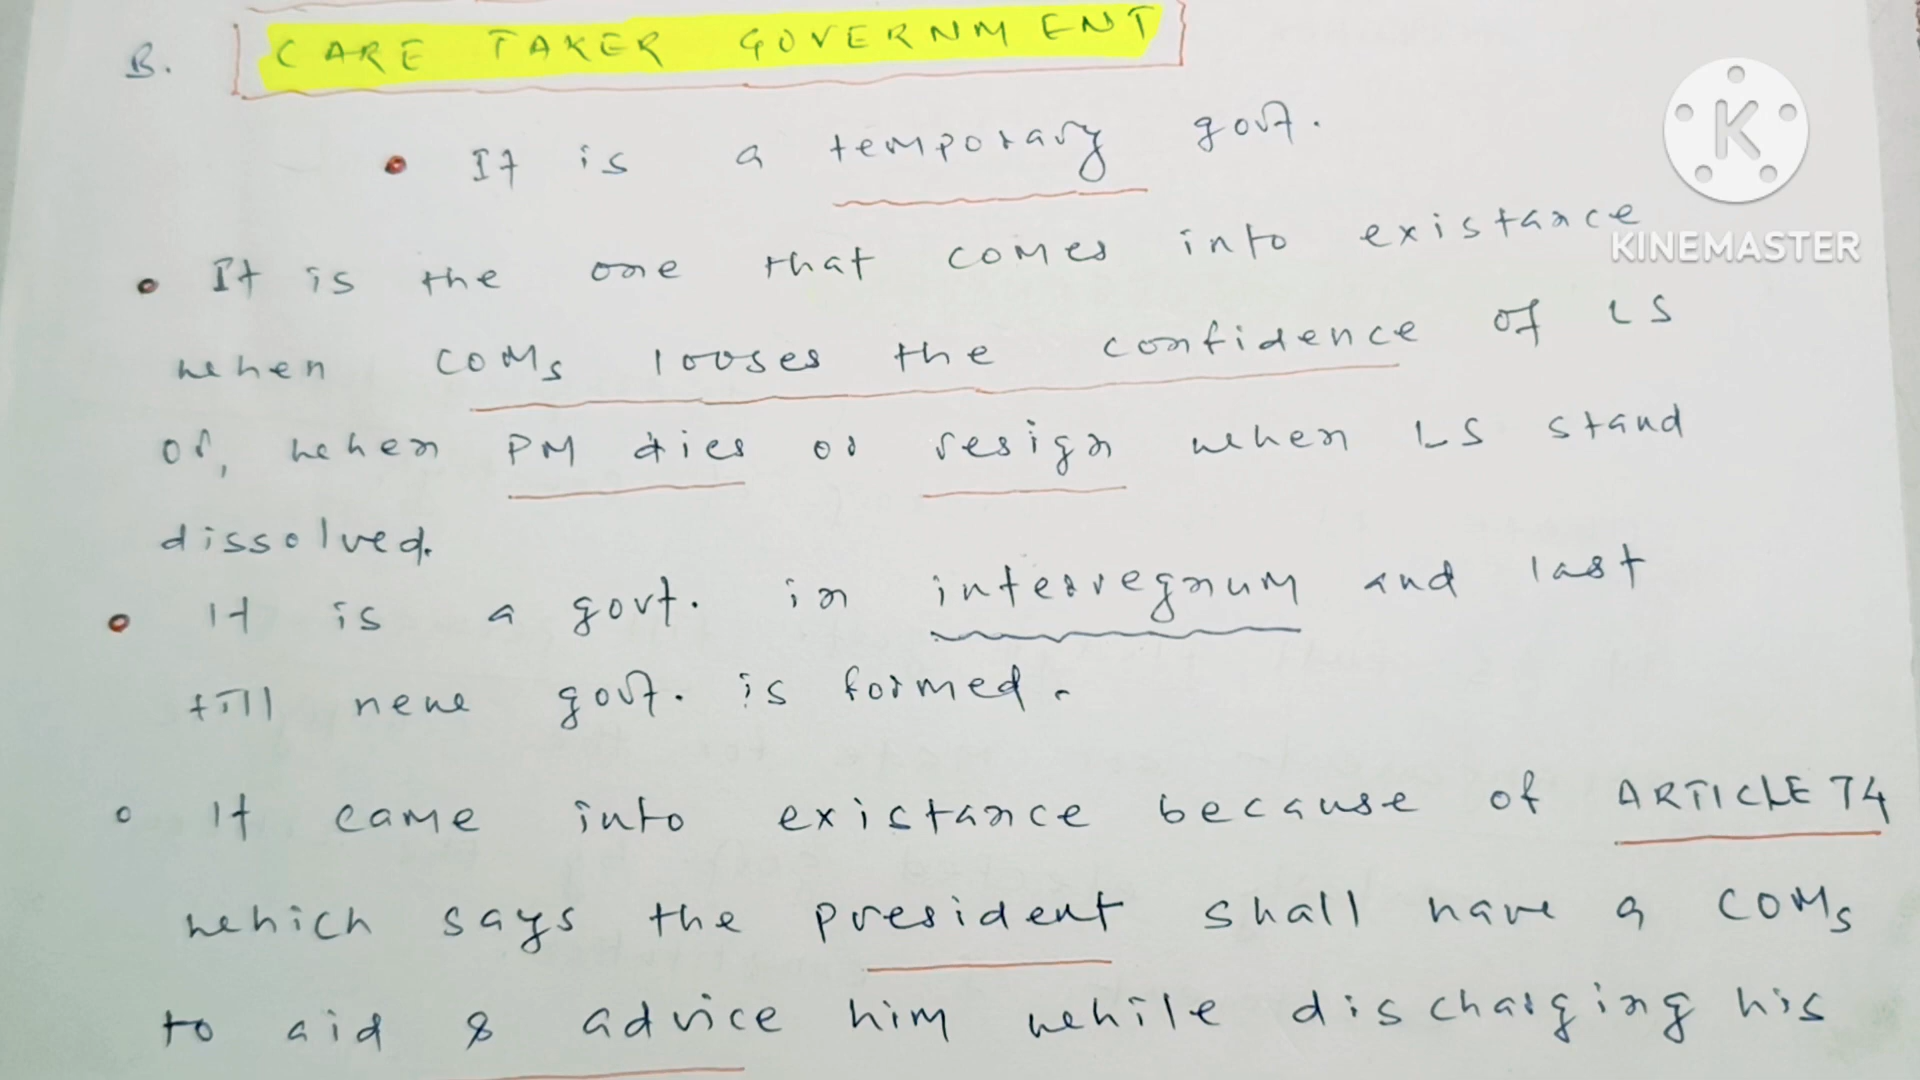 B. CARE TAKER GOVERNMENT
• It is a temporary govt.
• It is the one that comes into existance
when COMs looses the confidence of LS
or, when PM dies or resign when LS stand
dissolved.
• It is a govt. in interregnum and last
till new govt. is formed.
• It came into existance because of ARTICLE 74
which says the president shall have a COMs
to aid & advice him while discharging his
K
KINEMASTER